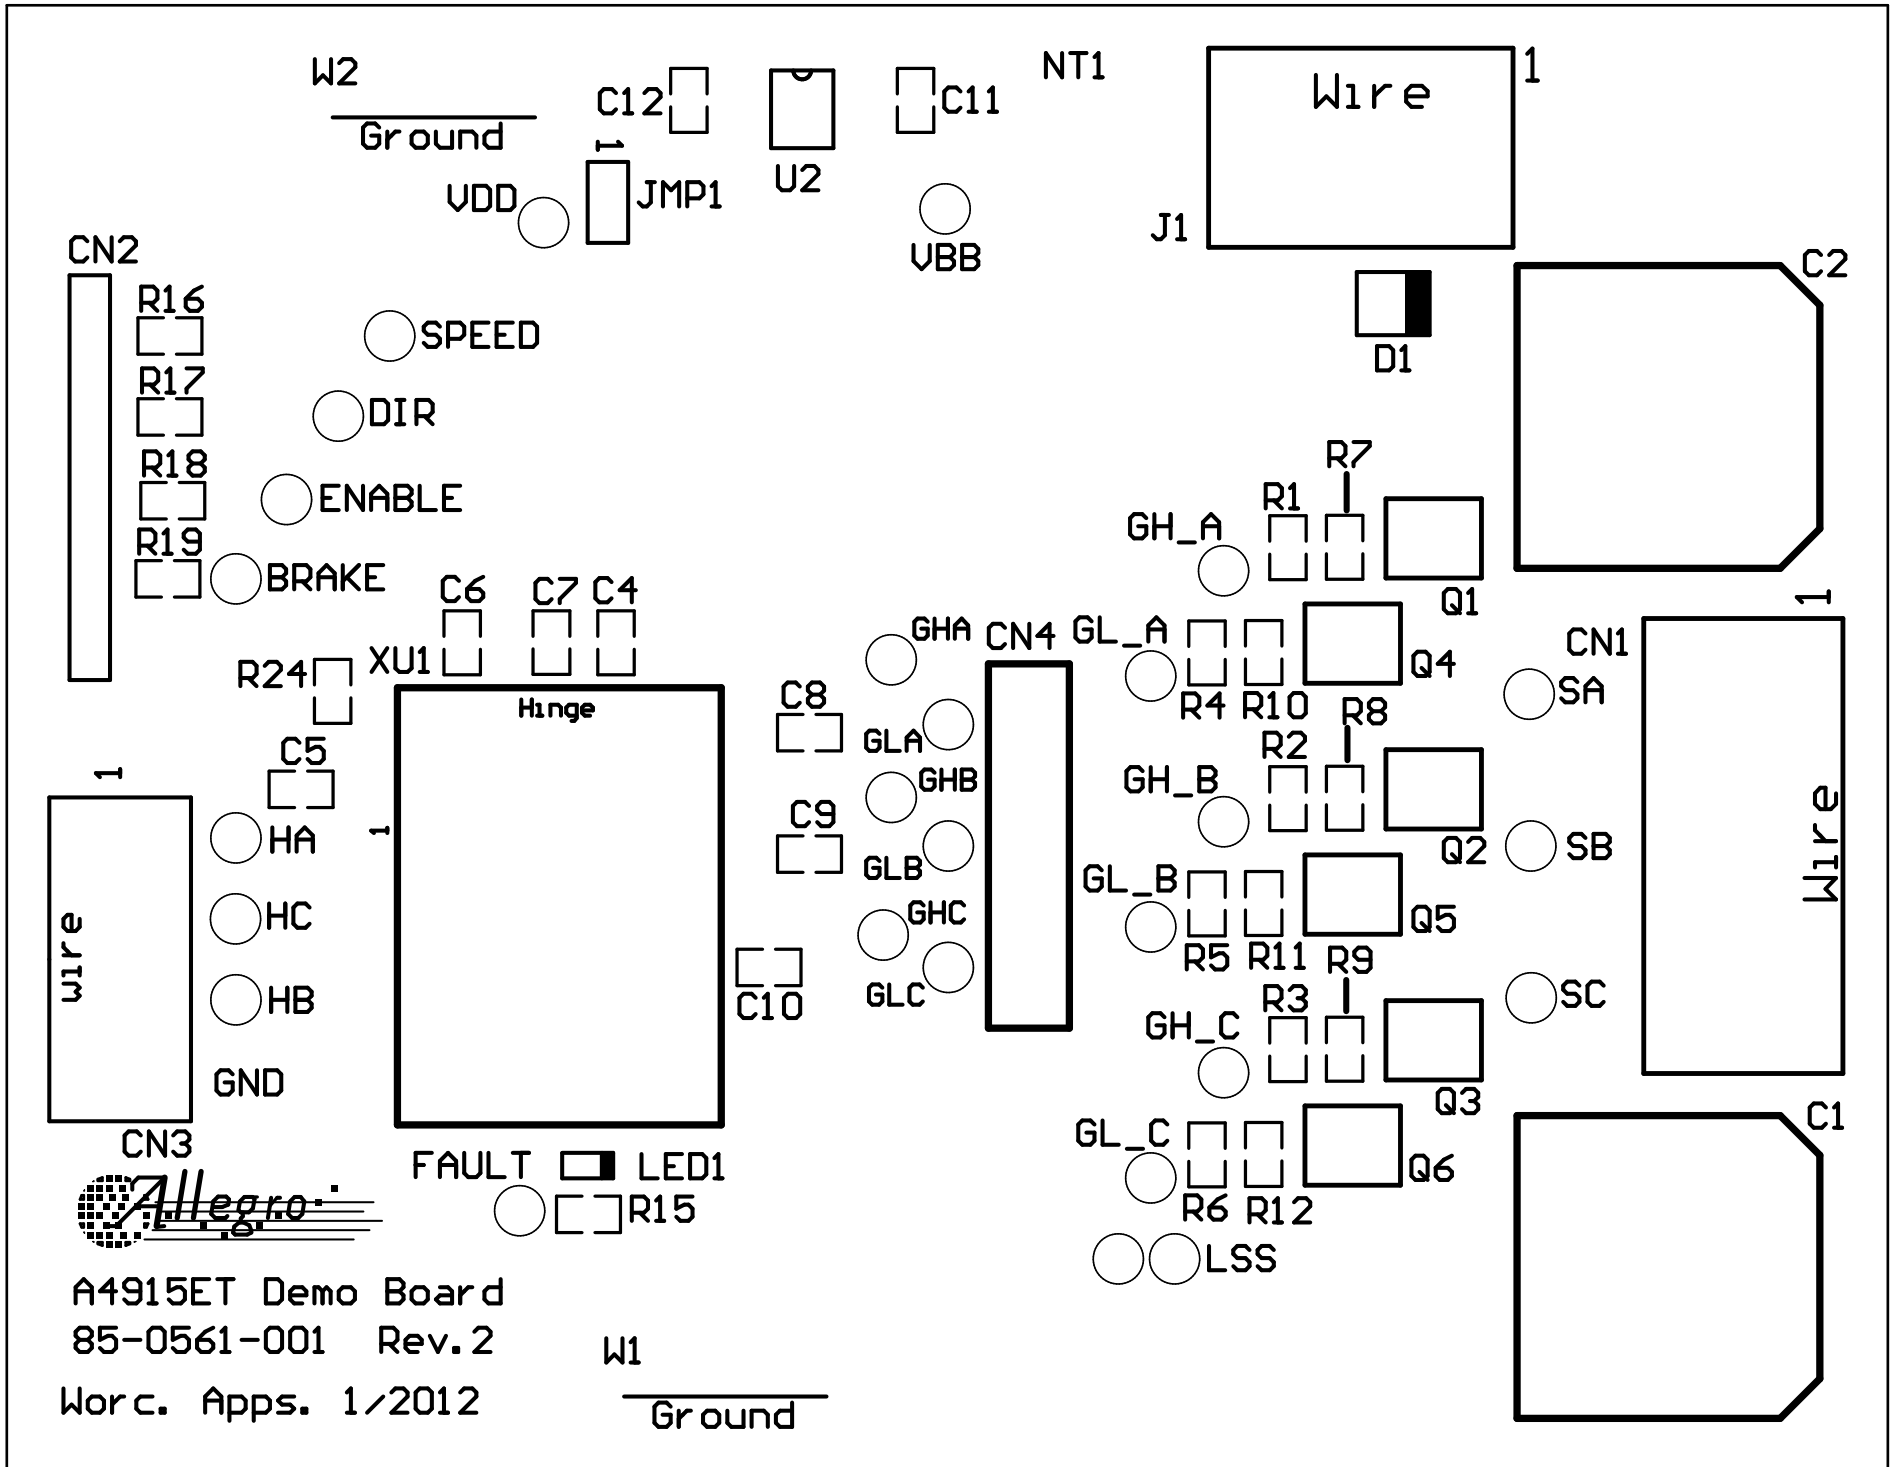 W2
Ground
C12
U2
C11
NT1
Wire
1
J1
1
JMP1
VDD
VBB
CN2
C2
D1
R16
SPEED
R17
DIR
R18
ENABLE
R19
BRAKE
R7
R1
GH_A
Q1
C6
C7
C4
XU1
R24
Hinge
1
C5
C8
C9
C10
GHA
GLA
GHB
GLB
GHC
GLC
CN4
GL_A
Q4
R4
R10
R8
R2
GH_B
Q2
GL_B
Q5
R5
R11
R9
R3
GH_C
Q3
GL_C
Q6
R6
R12
LSS
1
CN1
Wire
SA
SB
SC
C1
1
wire
HA
HC
HB
GND
CN3
FAULT
LED1
R15
Allegro
A4915ET Demo Board
85-0561-001 Rev.2
Worc. Apps. 1/2012
W1
Ground